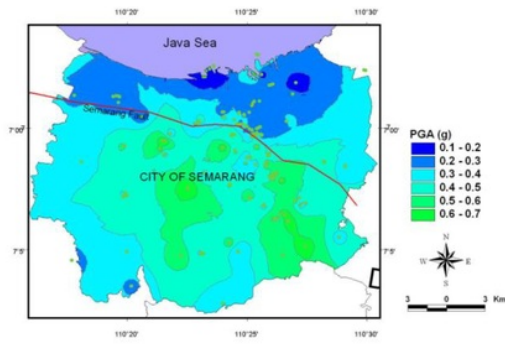 110°20' 110°25' 110°30'
Java Sea
Semarang Fault
7°00' 7°00'
CITY OF SEMARANG
7°5' 7°5'
110°20' 110°25' 110°30'
PGA (g)
0.1 - 0.2
0.2 - 0.3
0.3 - 0.4
0.4 - 0.5
0.5 - 0.6
0.6 - 0.7
N
W E
S
3 0 3 Km